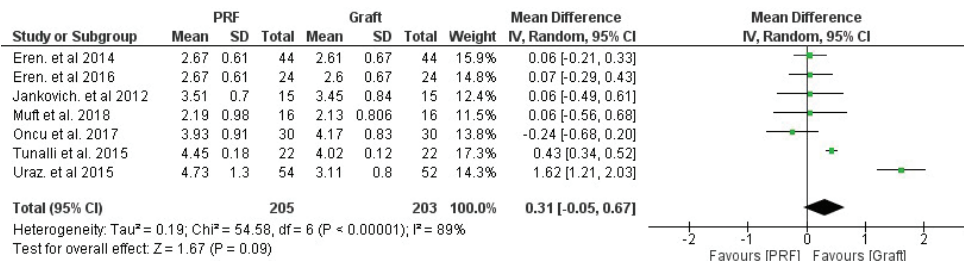 PRF Graft Mean Difference Mean Difference
Study or Subgroup Mean SD Total Mean SD Total Weight IV, Random, 95% CI IV, Random, 95% CI
Eren. et al 2014 2.67 0.61 44 2.61 0.67 44 15.9% 0.06 [-0.21, 0.33]
Eren. et al 2016 2.67 0.61 24 2.6 0.67 24 14.8% 0.07 [-0.29, 0.43]
Jankovich. et al 2012 3.51 0.7 15 3.45 0.84 15 12.4% 0.06 [-0.49, 0.61]
Muft et al. 2018 2.19 0.98 16 2.13 0.806 16 11.6% 0.06 [-0.56, 0.68]
Oncu et al. 2017 3.93 0.91 30 4.17 0.83 30 13.8% -0.24 [-0.68, 0.20]
Tunalli et al. 2015 4.45 0.18 22 4.02 0.12 22 17.3% 0.43 [0.34, 0.52]
Uraz. et al 2015 4.73 1.3 54 3.11 0.8 52 14.3% 1.62 [1.21, 2.03]
Total (95% CI) 205 203 100.0% 0.31 [-0.05, 0.67]
Heterogeneity: Tau² = 0.19; Chi² = 54.58, df = 6 (P < 0.00001); I² = 89%
Test for overall effect: Z = 1.67 (P = 0.09)
-2 -1 0 1 2
Favours [PRF] Favours [Graft]